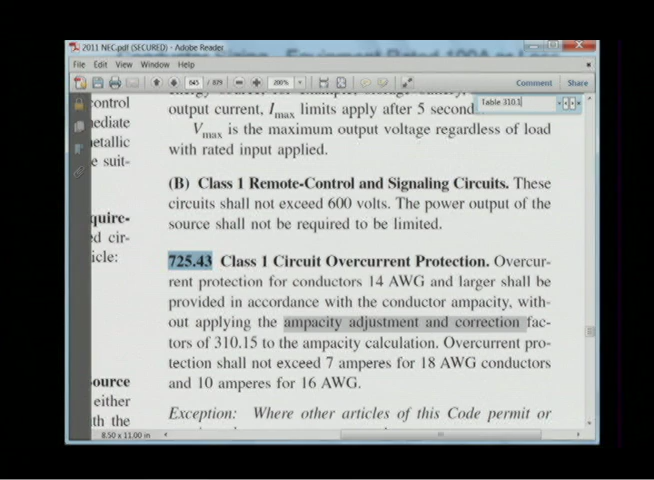 2011 NEC.pdf (SECURED) - Adobe Reader
File Edit View Window Help
645 / 879 200% Comment Share
Table 310.1
output current, Imax limits apply after 5 second
Vmax is the maximum output voltage regardless of load
with rated input applied.
(B) Class 1 Remote-Control and Signaling Circuits. These
circuits shall not exceed 600 volts. The power output of the
source shall not be required to be limited.
725.43 Class 1 Circuit Overcurrent Protection. Overcur-
rent protection for conductors 14 AWG and larger shall be
provided in accordance with the conductor ampacity, with-
out applying the ampacity adjustment and correction fac-
tors of 310.15 to the ampacity calculation. Overcurrent pro-
tection shall not exceed 7 amperes for 18 AWG conductors
and 10 amperes for 16 AWG.
Exception: Where other articles of this Code permit or
ontrol
nediate
etallic
e suit-
quire-
d cir-
icle:
ource
either
th the
8.50 x 11.00 in